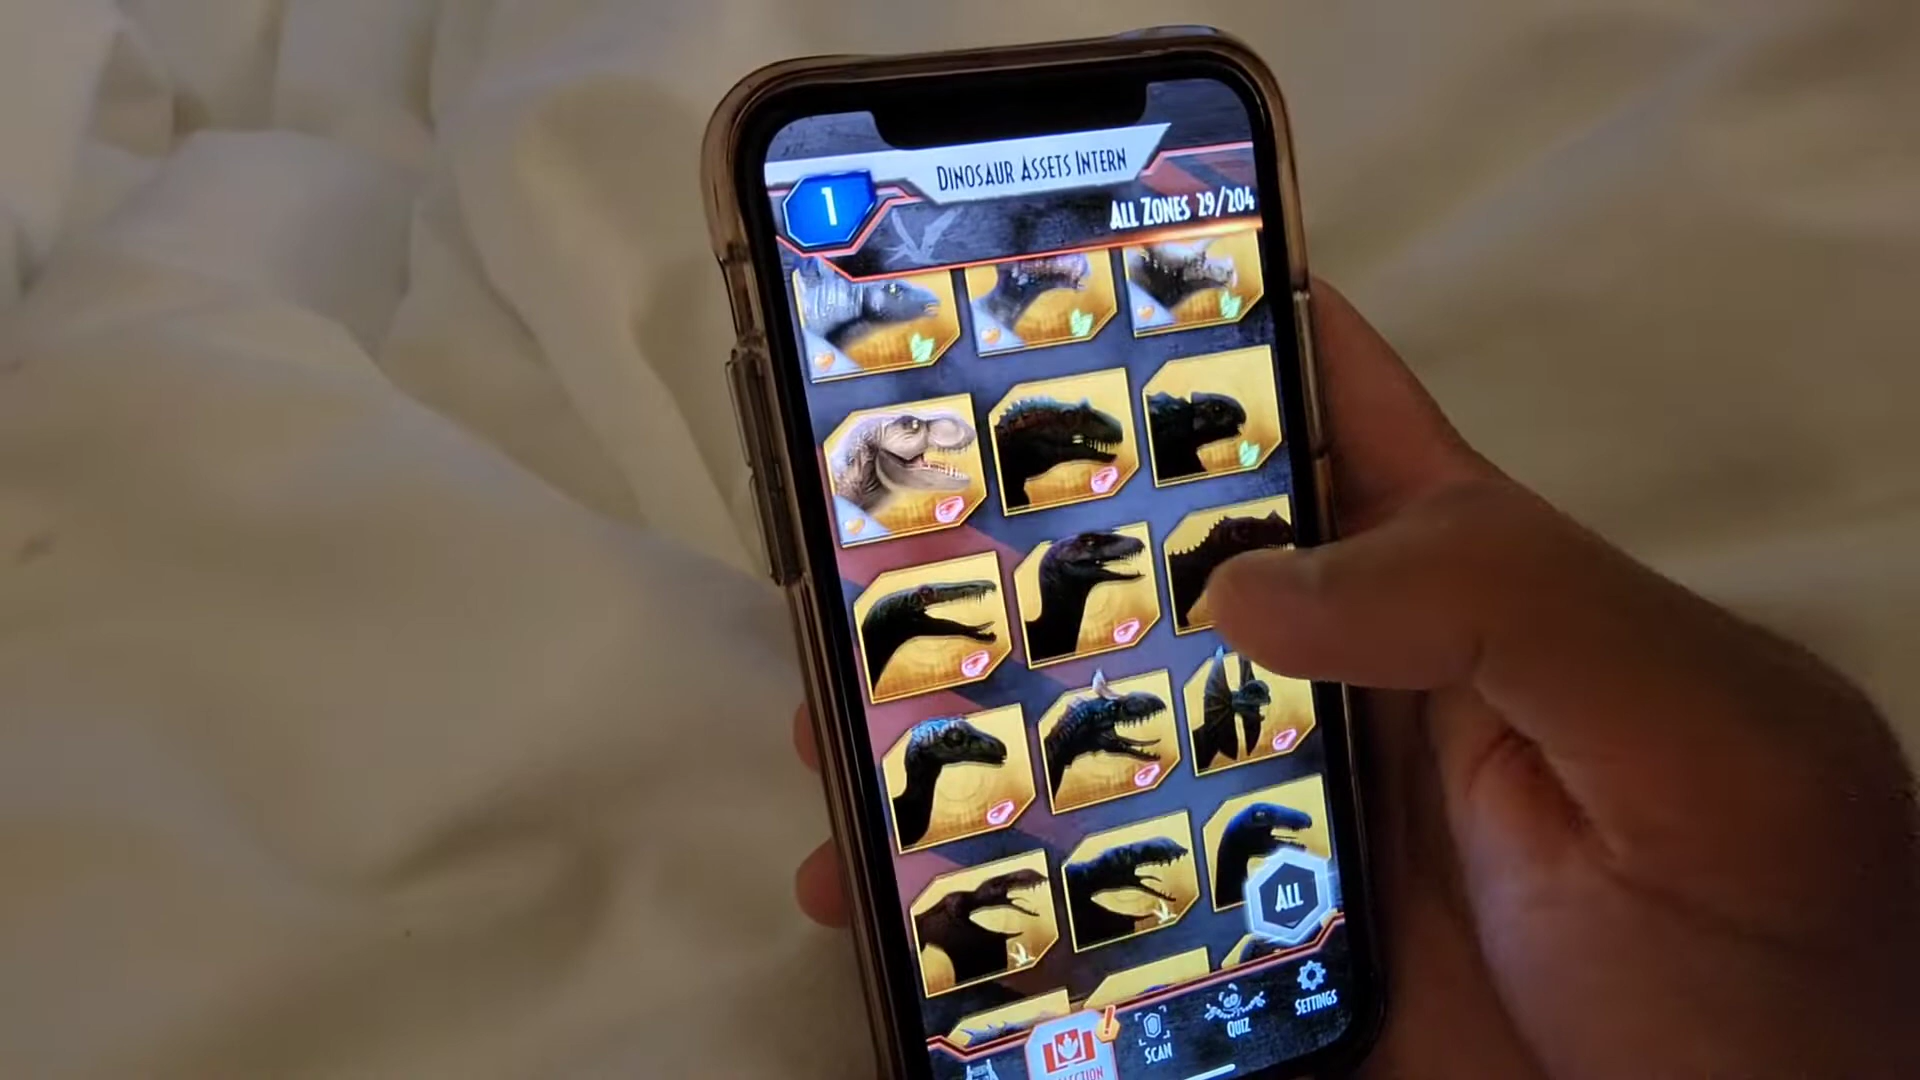 DINOSAUR ASSETS INTERN
1
ALL ZONES 29/204
ALL
SCAN
QUIZ
SETTINGS